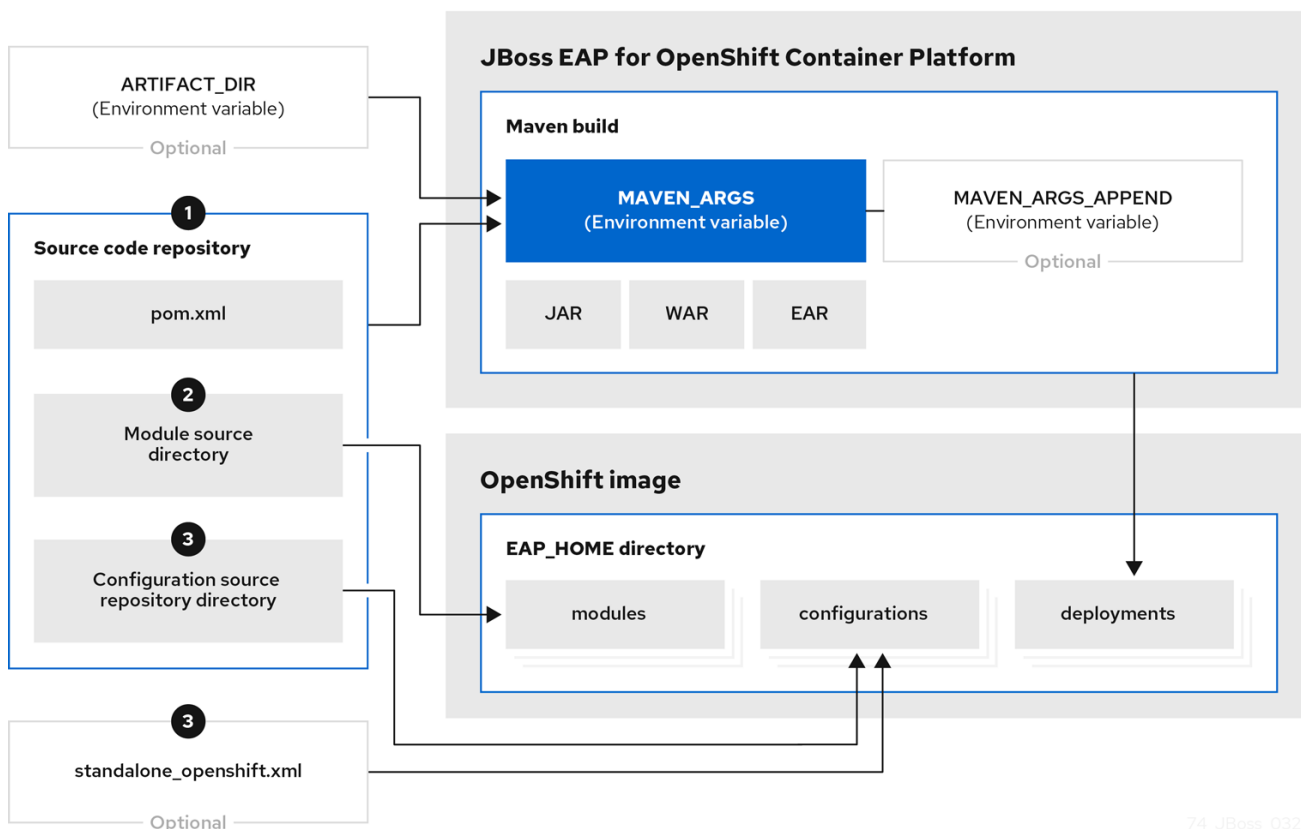 ARTIFACT_DIR
(Environment variable)
Optional
1
Source code repository
pom.xml
2
Module source
directory
3
Configuration source
repository directory
3
standalone_openshift.xml
Optional
JBoss EAP for OpenShift Container Platform
Maven build
MAVEN_ARGS
(Environment variable)
MAVEN_ARGS_APPEND
(Environment variable)
Optional
JAR
WAR
EAR
OpenShift image
EAP_HOME directory
modules
configurations
deployments
74_JBoss_032